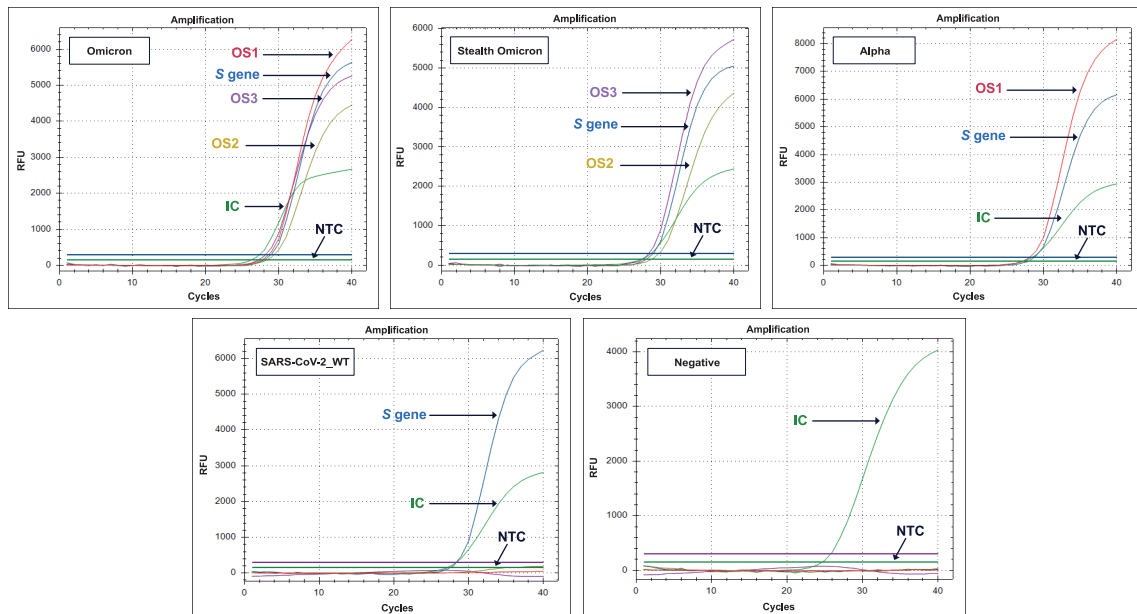 Amplification
Omicron
OS1
S gene
OS3
OS2
IC
NTC
RFU
6000
5000
4000
3000
2000
1000
0
0 10 20 30 40
Cycles
Amplification
Stealth Omicron
OS3
S gene
OS2
NTC
RFU
6000
5000
4000
3000
2000
1000
0
0 10 20 30 40
Cycles
Amplification
Alpha
OS1
S gene
IC
NTC
RFU
8000
7000
6000
5000
4000
3000
2000
1000
0
0 10 20 30 40
Cycles
Amplification
SARS-CoV-2_WT
S gene
IC
NTC
RFU
6000
5000
4000
3000
2000
1000
0
0 10 20 30 40
Cycles
Amplification
Negative
IC
NTC
RFU
4000
3000
2000
1000
0
0 10 20 30 40
Cycles